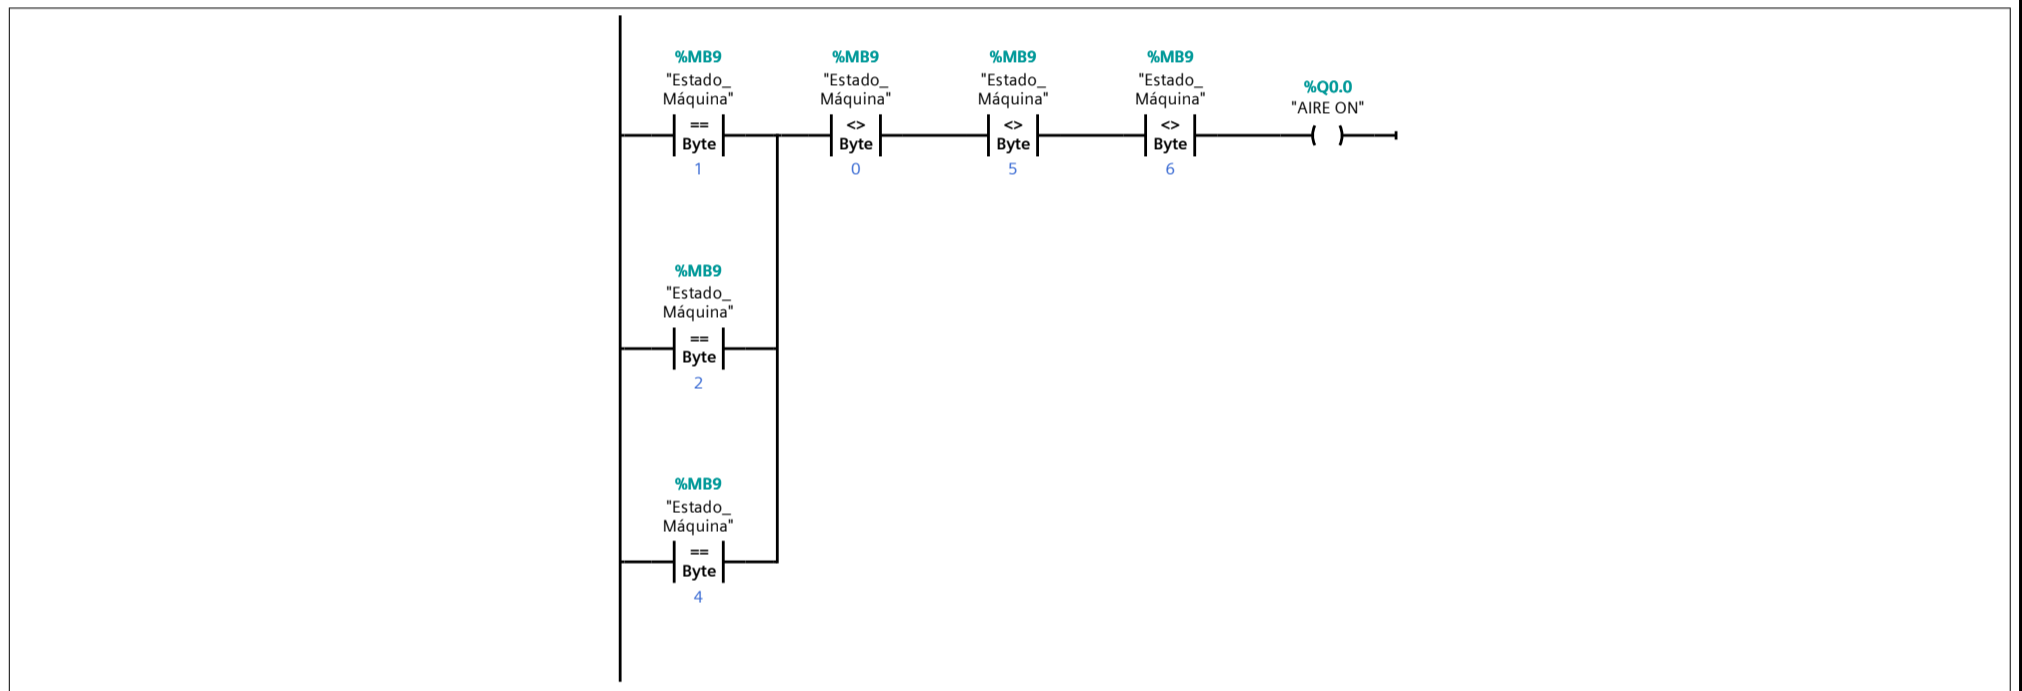 %MB9
"Estado_
Máquina"
==
Byte
1
%MB9
"Estado_
Máquina"
<>
Byte
0
%MB9
"Estado_
Máquina"
<>
Byte
5
%MB9
"Estado_
Máquina"
<>
Byte
6
%Q0.0
"AIRE ON"
%MB9
"Estado_
Máquina"
==
Byte
2
%MB9
"Estado_
Máquina"
==
Byte
4